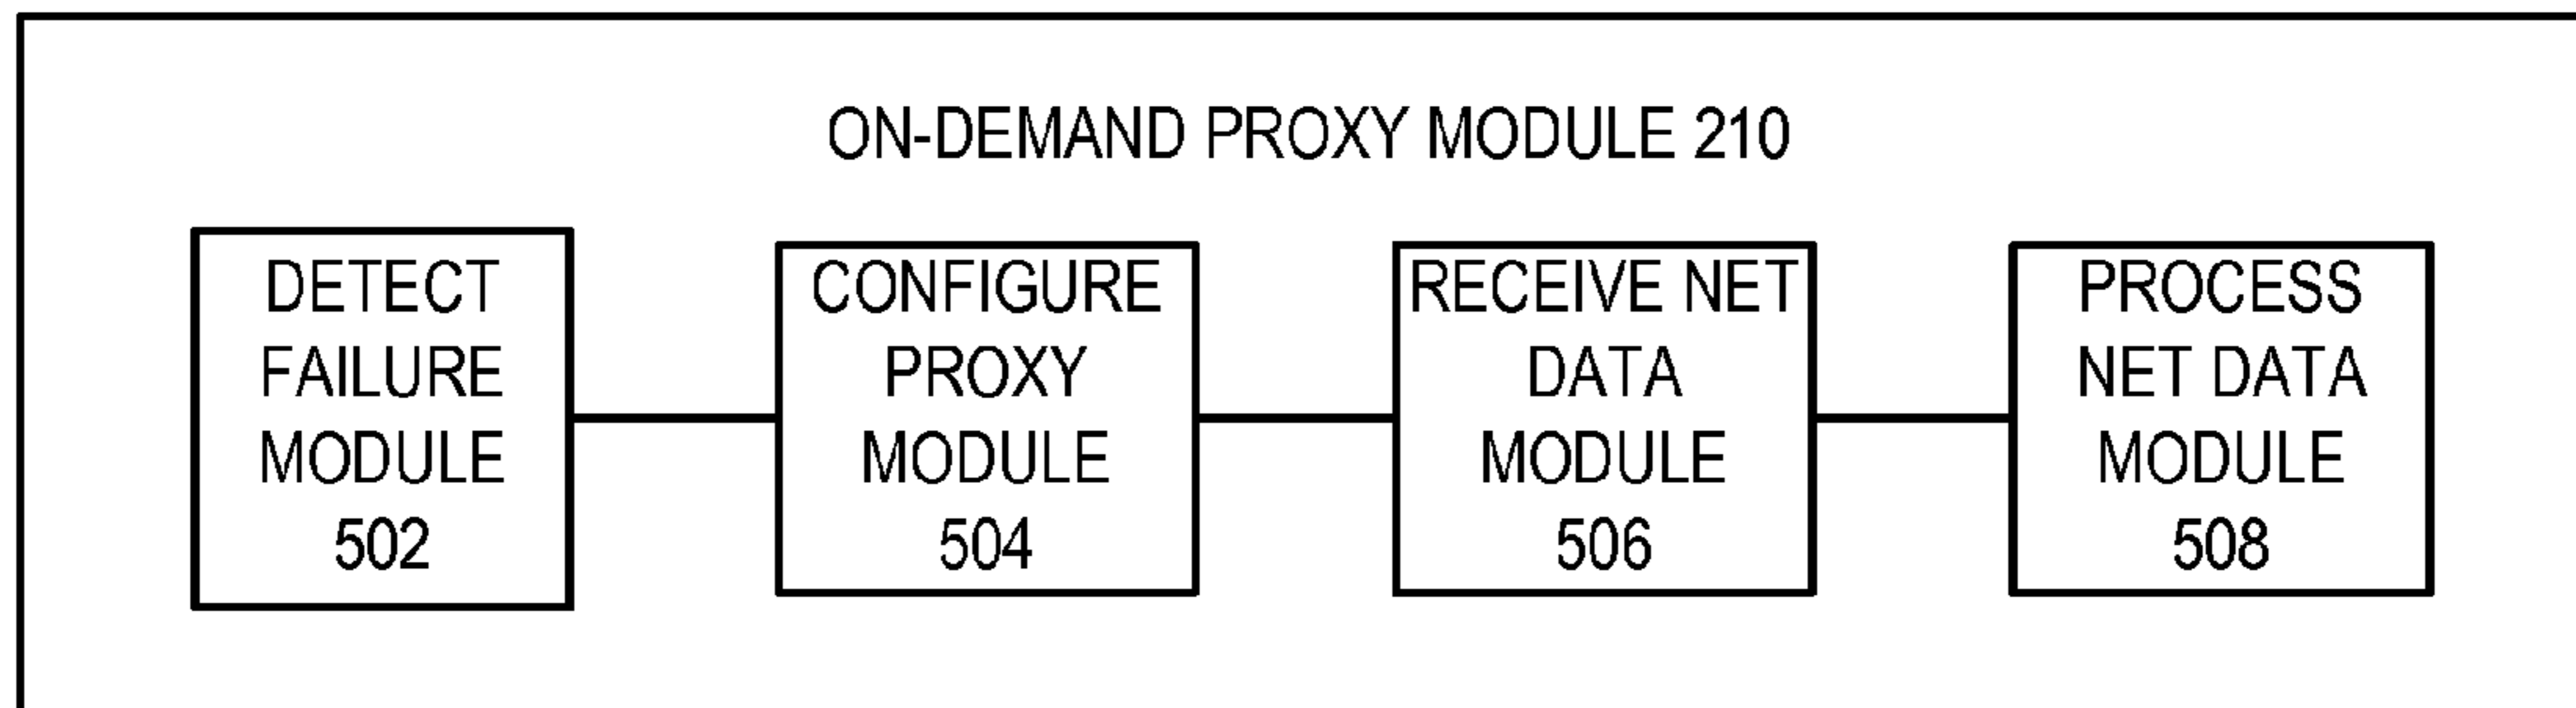 ON-DEMAND PROXY MODULE 210
DETECT
FAILURE
MODULE
502
CONFIGURE
PROXY
MODULE
504
RECEIVE NET
DATA
MODULE
506
PROCESS
NET DATA
MODULE
508